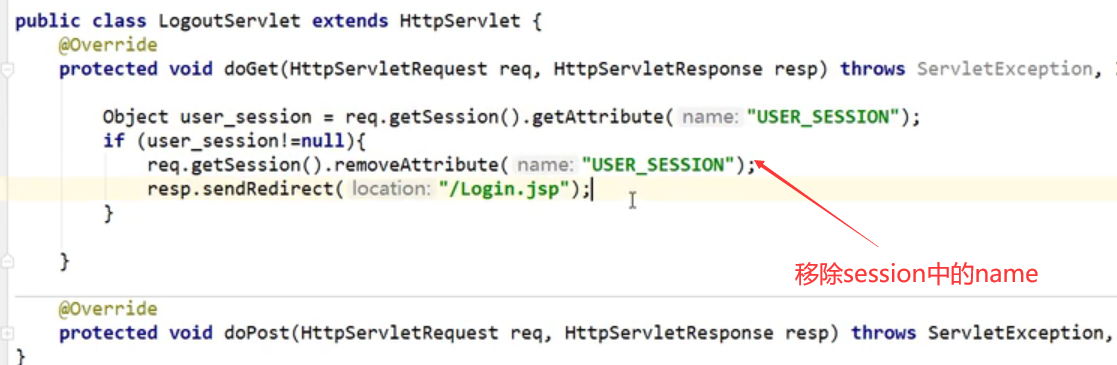 public class LogoutServlet extends HttpServlet {
@Override
protected void doGet(HttpServletRequest req, HttpServletResponse resp) throws ServletException,
Object user_session = req.getSession().getAttribute( name: "USER_SESSION");
if (user_session!=null){
req.getSession().removeAttribute( name: "USER_SESSION");
resp.sendRedirect( location: "/Login.jsp");
}
}
移除session中的name
@Override
protected void doPost(HttpServletRequest req, HttpServletResponse resp) throws ServletException,
}